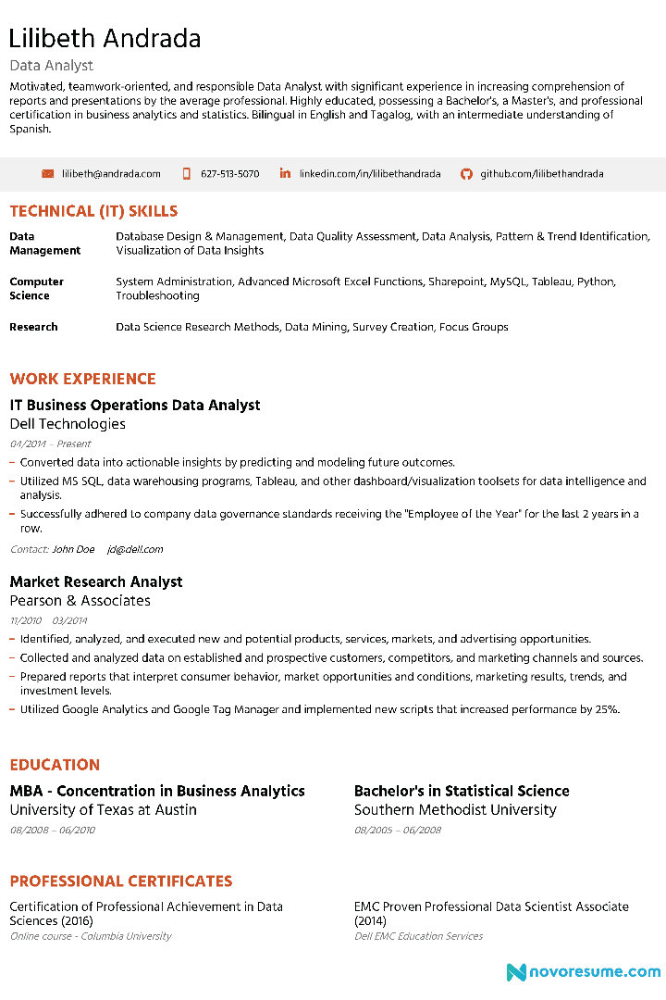 Lilibeth Andrada
Data Analyst
Motivated, teamwork-oriented, and responsible Data Analyst with significant experience in increasing comprehension of
reports and presentations by the average professional. Highly educated, possessing a Bachelor's, a Master's, and professional
certification in business analytics and statistics. Bilingual in English and Tagalog, with an intermediate understanding of
Spanish.
lilibeth@andrada.com 627-513-5070 linkedin.com/in/lilibethandrada github.com/lilibethandrada
TECHNICAL (IT) SKILLS
Data
Management
Database Design & Management, Data Quality Assessment, Data Analysis, Pattern & Trend Identification,
Visualization of Data Insights
Computer
Science
System Administration, Advanced Microsoft Excel Functions, Sharepoint, MySQL, Tableau, Python,
Troubleshooting
Research
Data Science Research Methods, Data Mining, Survey Creation, Focus Groups
WORK EXPERIENCE
IT Business Operations Data Analyst
Dell Technologies
04/2014 – Present
– Converted data into actionable insights by predicting and modeling future outcomes.
– Utilized MS SQL, data warehousing programs, Tableau, and other dashboard/visualization toolsets for data intelligence and
analysis.
– Successfully adhered to company data governance standards receiving the "Employee of the Year" for the last 2 years in a
row.
Contact: John Doe jd@dell.com
Market Research Analyst
Pearson & Associates
11/2010 03/2014
– Identified, analyzed, and executed new and potential products, services, markets, and advertising opportunities.
– Collected and analyzed data on established and prospective customers, competitors, and marketing channels and sources.
– Prepared reports that interpret consumer behavior, market opportunities and conditions, marketing results, trends, and
investment levels.
– Utilized Google Analytics and Google Tag Manager and implemented new scripts that increased performance by 25%.
EDUCATION
MBA - Concentration in Business Analytics
University of Texas at Austin
08/2008 – 06/2010
Bachelor's in Statistical Science
Southern Methodist University
08/2005 – 06/2008
PROFESSIONAL CERTIFICATES
Certification of Professional Achievement in Data
Sciences (2016)
Online course - Columbia University
EMC Proven Professional Data Scientist Associate
(2014)
Dell EMC Education Services
novoresume.com